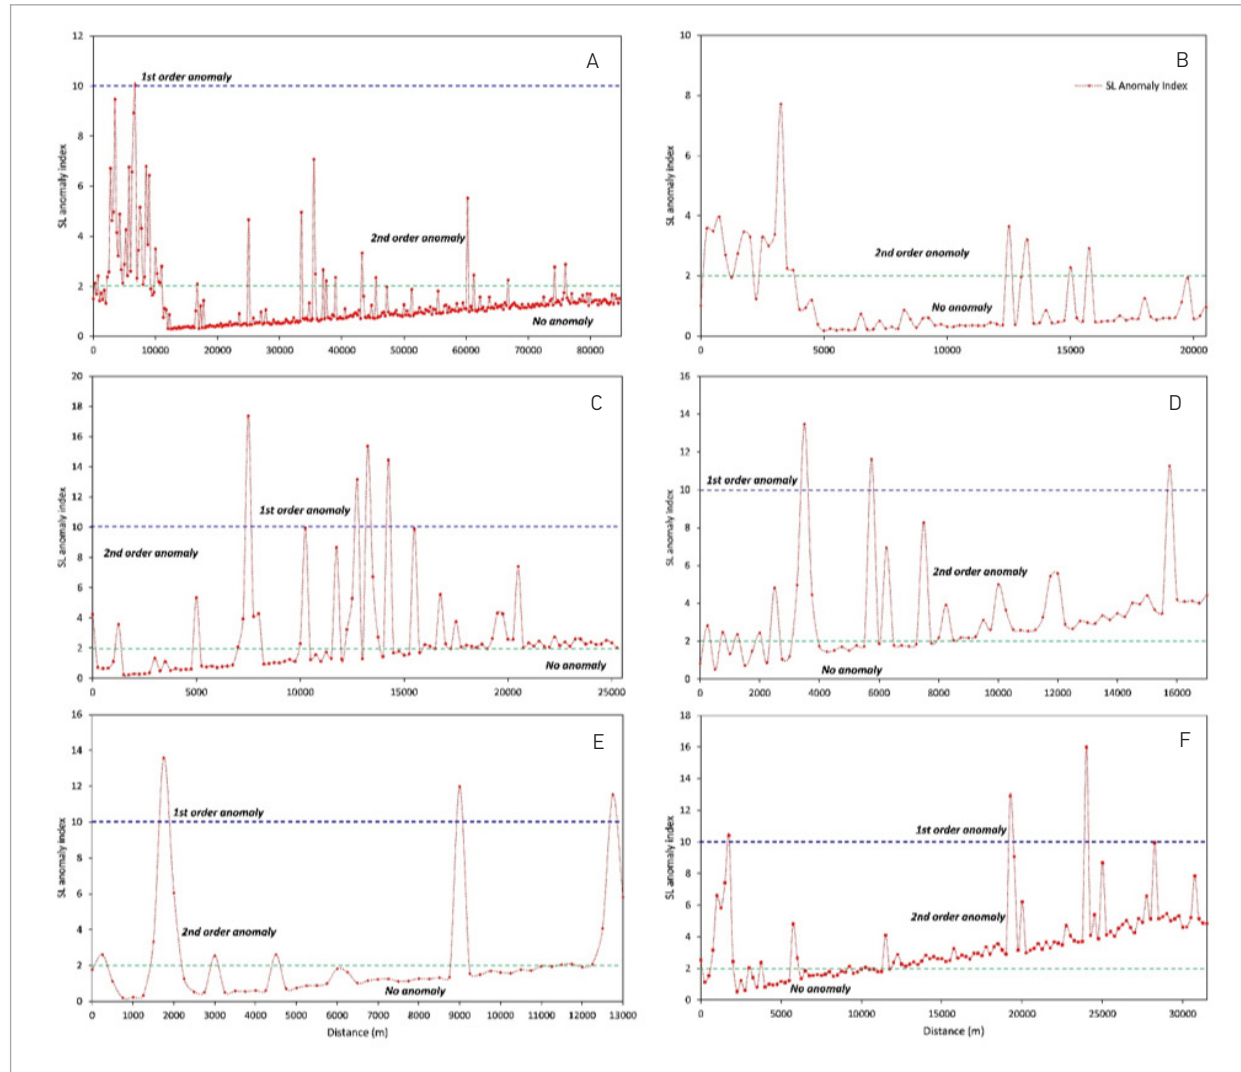 A
12
10
8
6
4
2
0
SL anomaly index
1st order anomaly
2nd order anomaly
No anomaly
0 10000 20000 30000 40000 50000 60000 70000 80000
B
10
8
6
4
2
0
SL anomaly index
SL Anomaly Index
2nd order anomaly
No anomaly
0 5000 10000 15000 20000
C
20
18
16
14
12
10
8
6
4
2
0
SL anomaly index
1st order anomaly
2nd order anomaly
No anomaly
0 5000 10000 15000 20000 25000
D
16
14
12
10
8
6
4
2
0
SL anomaly index
1st order anomaly
2nd order anomaly
No anomaly
0 2000 4000 6000 8000 10000 12000 14000 16000
E
16
14
12
10
8
6
4
2
0
SL anomaly index
1st order anomaly
2nd order anomaly
No anomaly
0 1000 2000 3000 4000 5000 6000 7000 8000 9000 10000 11000 12000 13000
Distance (m)
F
18
16
14
12
10
8
6
4
2
0
SL anomaly index
1st order anomaly
2nd order anomaly
No anomaly
0 5000 10000 15000 20000 25000 30000
Distance (m)